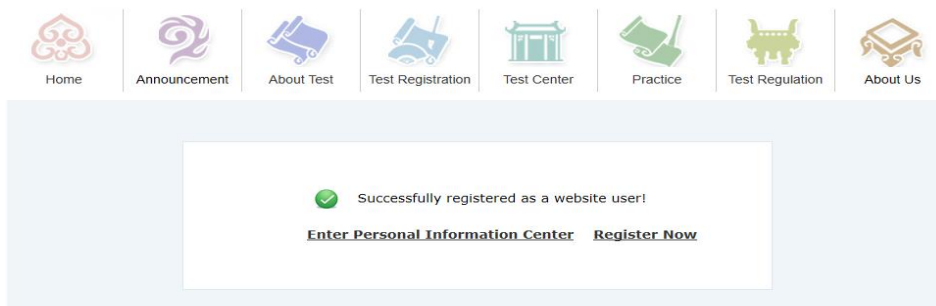 Home Announcement About Test Test Registration Test Center Practice Test Regulation About Us
Successfully registered as a website user!
Enter Personal Information Center Register Now